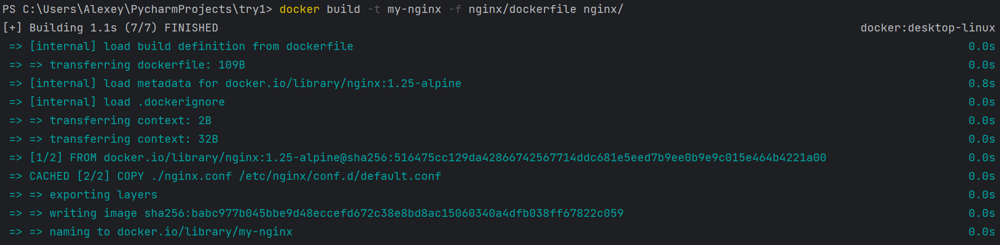 PS C:\Users\Alexey\PycharmProjects\try1> docker build -t my-nginx -f nginx/dockerfile nginx/
[+] Building 1.1s (7/7) FINISHED docker:desktop-linux
=> [internal] load build definition from dockerfile 0.0s
=> => transferring dockerfile: 109B 0.0s
=> [internal] load metadata for docker.io/library/nginx:1.25-alpine 0.8s
=> [internal] load .dockerignore 0.0s
=> => transferring context: 2B 0.0s
=> => transferring context: 32B 0.0s
=> [1/2] FROM docker.io/library/nginx:1.25-alpine@sha256:516475cc129da42866742567714ddc681e5eed7b9ee0b9e9c015e464b4221a00 0.0s
=> CACHED [2/2] COPY ./nginx.conf /etc/nginx/conf.d/default.conf 0.0s
=> => exporting layers 0.0s
=> => writing image sha256:babc977b045bbe9d48eccefd672c38e8bd8ac15060340a4dfb038ff67822c059 0.0s
=> => naming to docker.io/library/my-nginx 0.0s